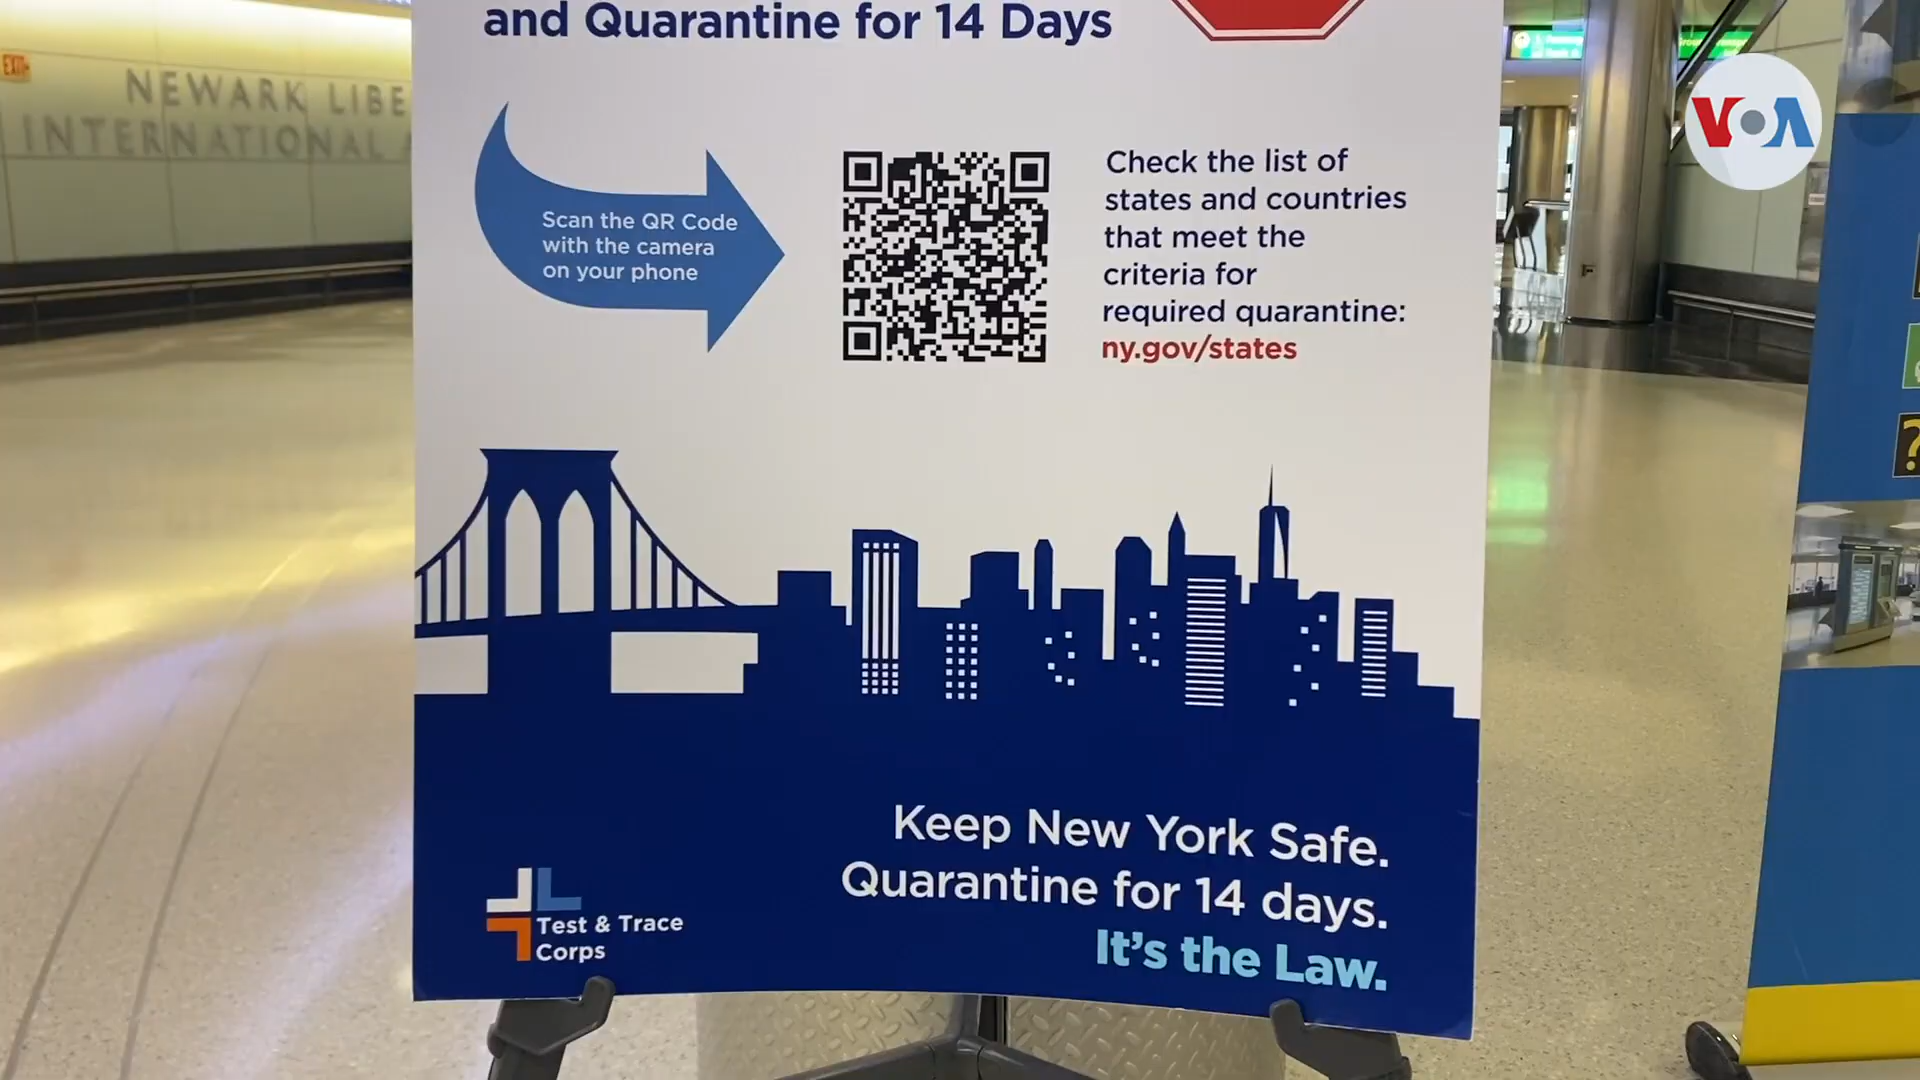 and Quarantine for 14 Days
EXIT
NEWARK LIBE
INTERNATIONAL
VOA
Scan the QR Code
with the camera
on your phone
Check the list of
states and countries
that meet the
criteria for
required quarantine:
ny.gov/states
?
Keep New York Safe.
Quarantine for 14 days.
It's the Law.
Test & Trace
Corps